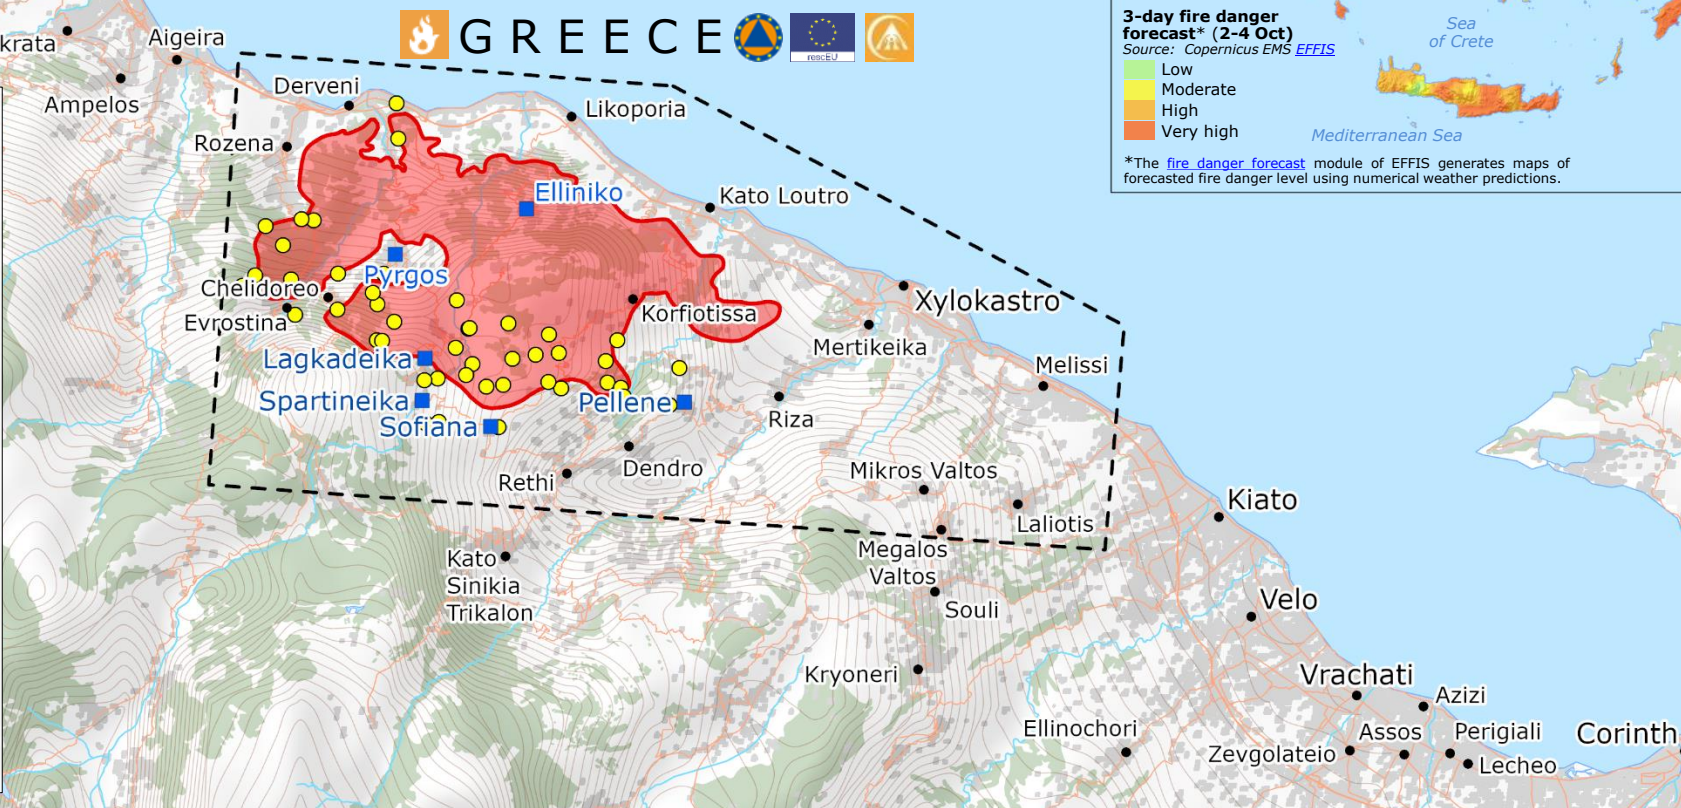 GREECE
rescEU
3-day fire danger
forecast* (2-4 Oct)
Source: Copernicus EMS EFFIS
Low
Moderate
High
Very high
Sea
of Crete
Mediterranean Sea
*The fire danger forecast module of EFFIS generates maps of
forecasted fire danger level using numerical weather predictions.
krata
Aigeira
Ampelos
Derveni
Likoporia
Rozena
Elliniko
Kato Loutro
Pyrgos
Chelidoreo
Evrostina
Korfiotissa
Xylokastro
Mertikeika
Lagkadeika
Melissi
Spartineika
Pellene
Sofiana
Riza
Dendro
Rethi
Mikros Valtos
Laliotis
Kiato
Megalos
Valtos
Kato
Sinikia
Trikalon
Souli
Velo
Kryoneri
Vrachati
Azizi
Ellinochori
Zevgolateio
Assos
Perigiali
Corinth
Lecheo